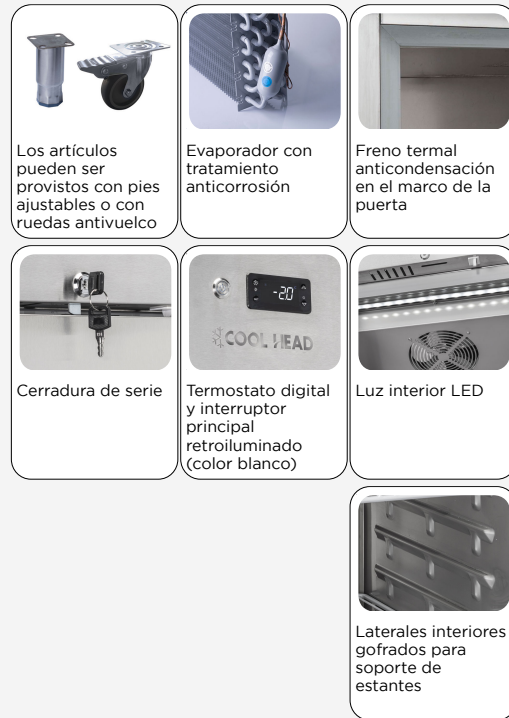 Los artículos
pueden ser
provistos con pies
ajustables o con
ruedas antivuelco
Evaporador con
tratamiento
anticorrosión
Freno termal
anticondensación
en el marco de la
puerta
Cerradura de serie
-20
COOL HEAD
Termostato digital
y interruptor
principal
retroiluminado
(color blanco)
Luz interior LED
Laterales interiores
gofrados para
soporte de
estantes